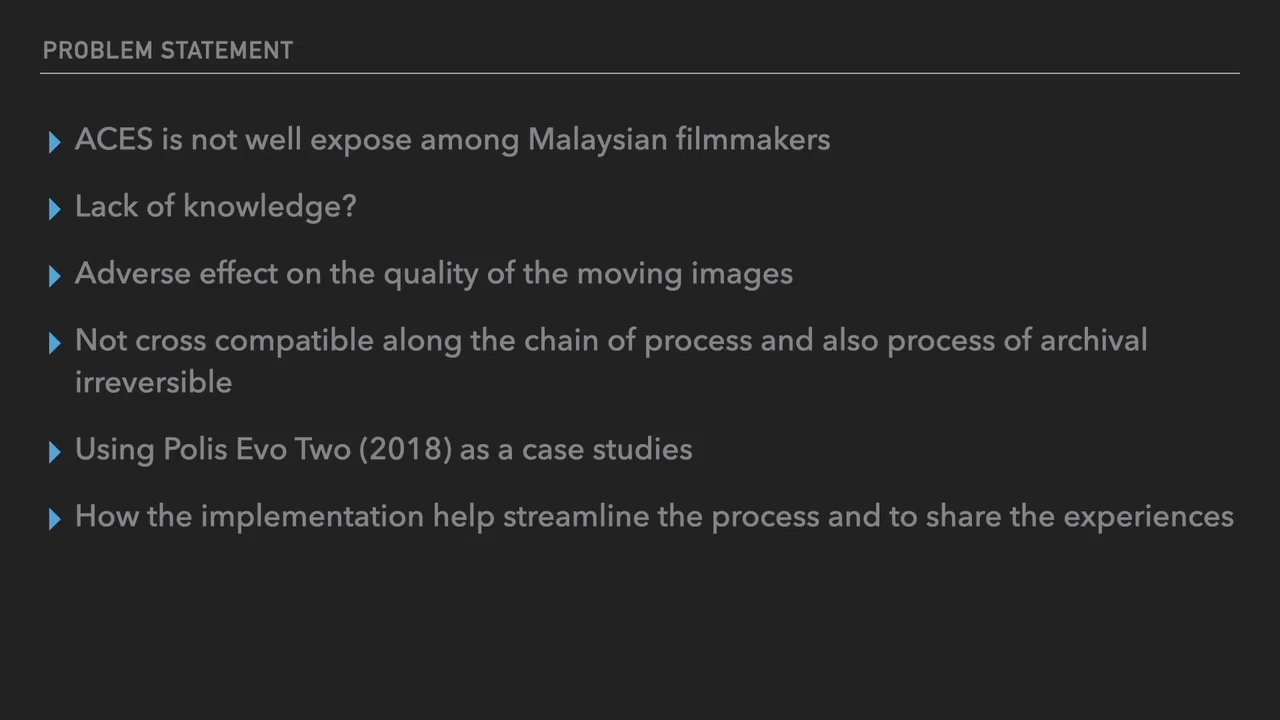 PROBLEM STATEMENT
ACES is not well expose among Malaysian filmmakers
Lack of knowledge?
Adverse effect on the quality of the moving images
Not cross compatible along the chain of process and also process of archival
irreversible
Using Polis Evo Two (2018) as a case studies
How the implementation help streamline the process and to share the experiences